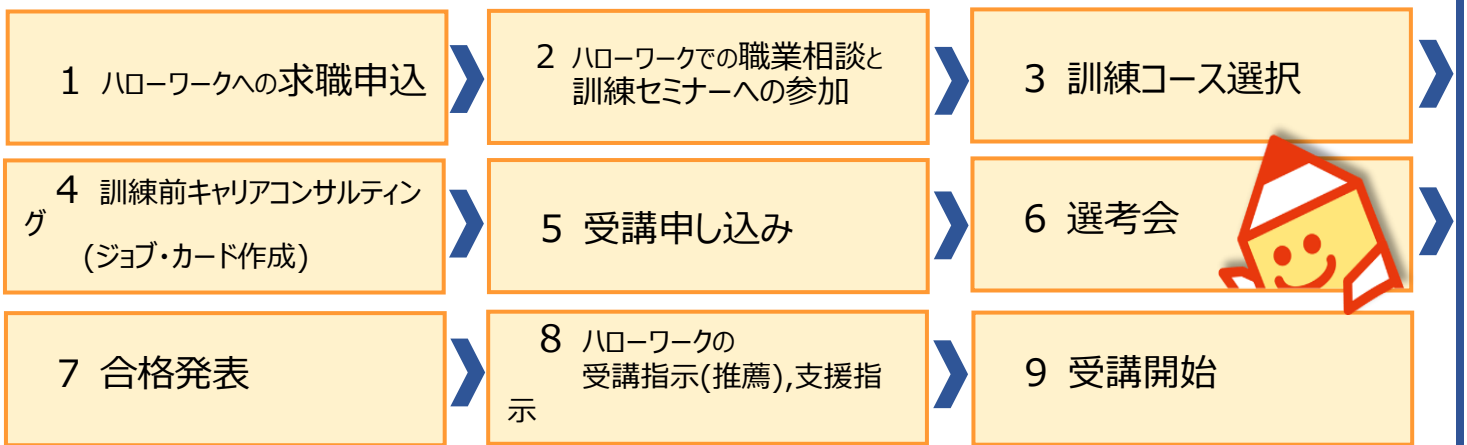 1 ハローワークへの求職申込
2 ハローワークでの職業相談と
訓練セミナーへの参加
3 訓練コース選択
4 訓練前キャリアコンサルティン
グ
(ジョブ・カード作成)
5 受講申し込み
6 選考会
7 合格発表
8 ハローワークの
受講指示(推薦),支援指
示
9 受講開始